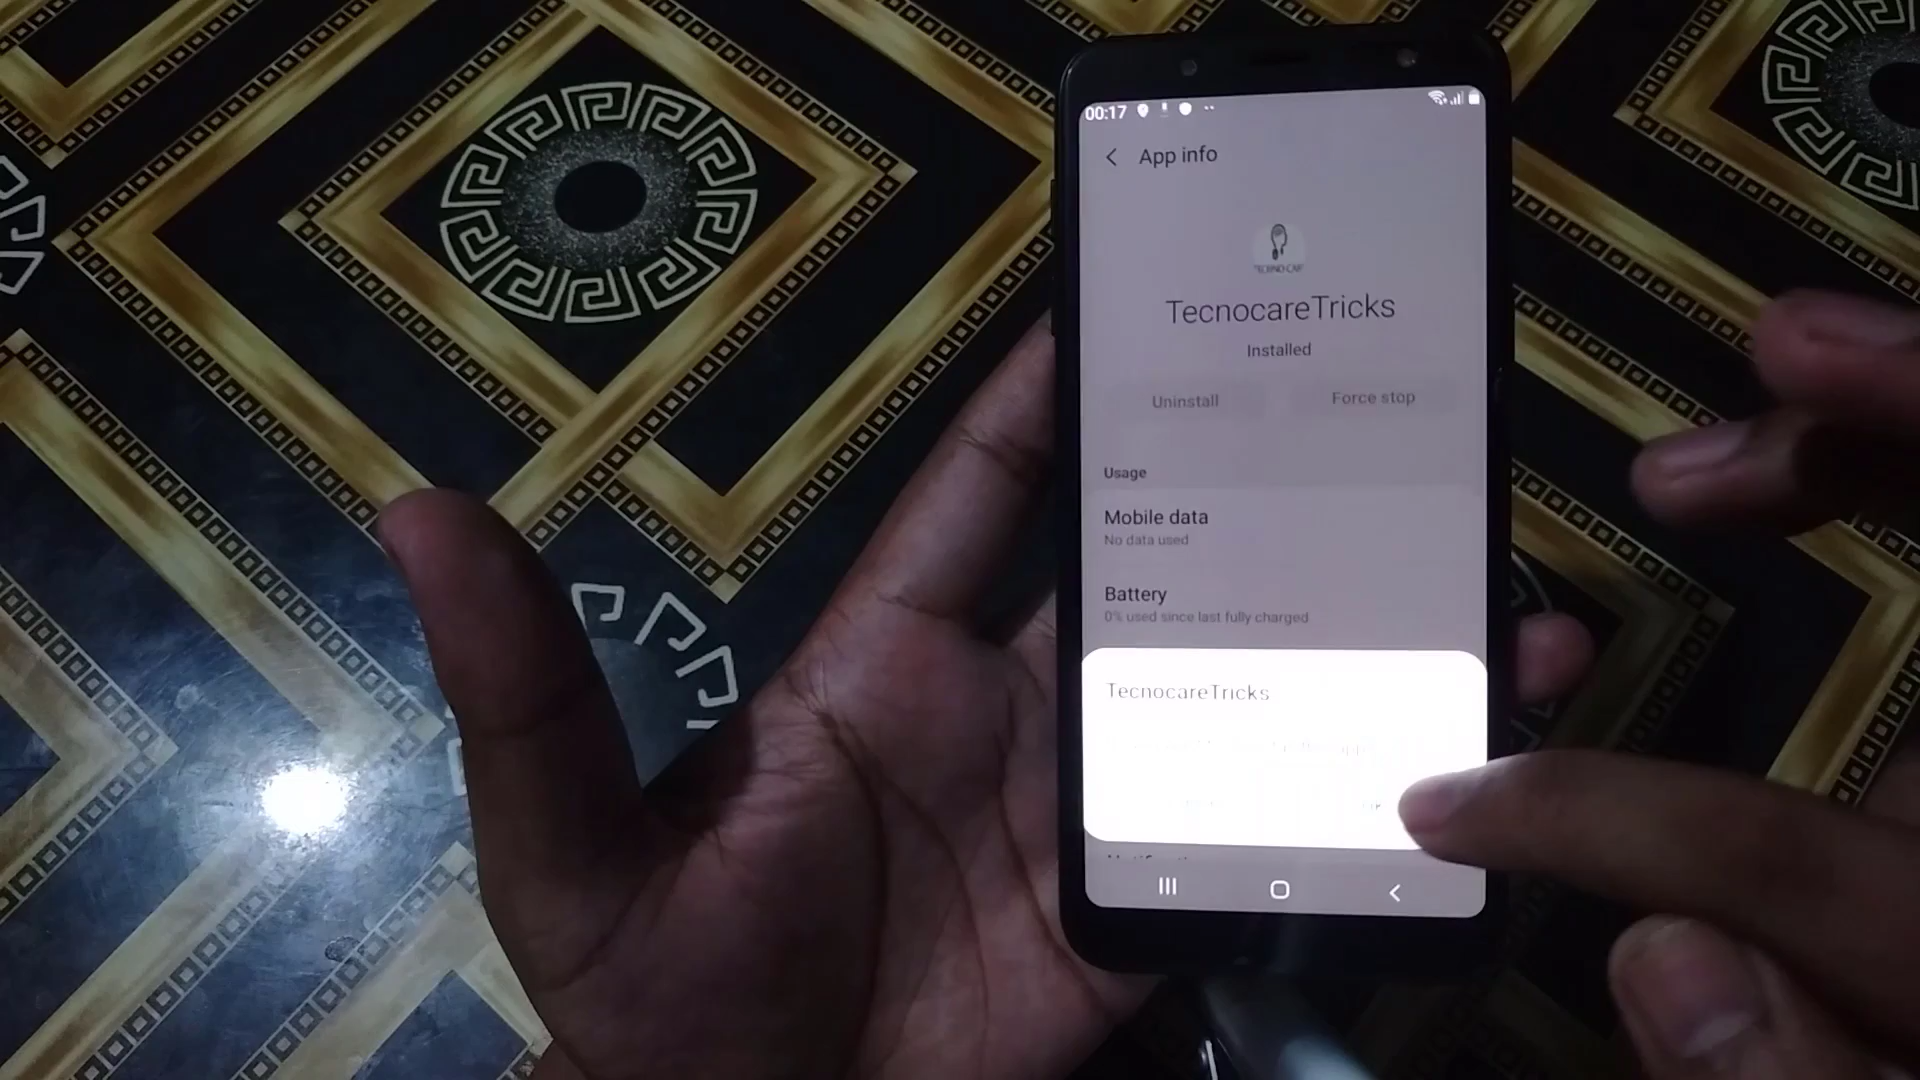 00:17
App info
TecnocareTricks
Installed
Uninstall
Force stop
Usage
Mobile data
No data used
Battery
0% used since last fully charged
TecnocareTricks